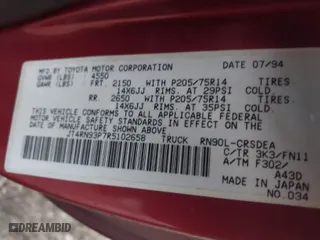 MFD BY TOYOTA MOTOR CORPORATION DATE 07/94
GVWR (LBS) 4550
GAWR (LBS) FRT. 2150 WITH P205/75R14 TIRES
14X6JJ RIMS, AT 29PSI COLD.
RR. 2650 WITH P205/75R14 TIRES
14X6JJ RIMS, AT 35PSI COLD.
THIS VEHICLE CONFORMS TO ALL APPLICABLE FEDERAL MOTOR VEHICLE SAFETY STANDARDS IN EFFECT ON THE DATE OF MANUFACTURE SHOWN ABOVE.
JT4RN93P7R5102658 TRUCK RN90L-CRSDEA
C/TR 3K3/FN11
A/TM F302/
A43D
MADE IN JAPAN
NO.034